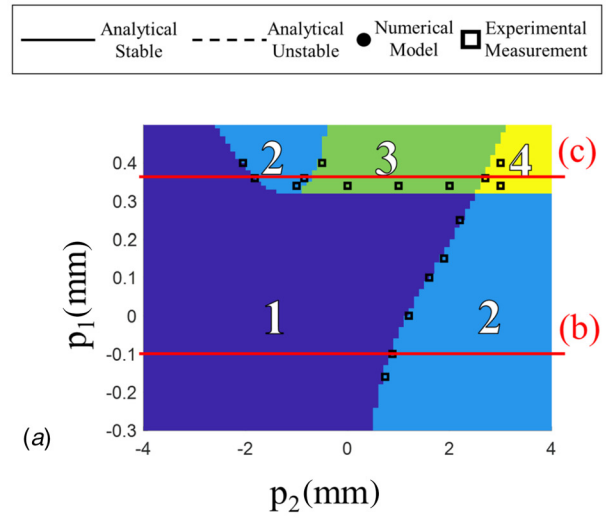 Analytical Stable
Analytical Unstable
Numerical Model
Experimental Measurement
0.4
0.3
0.2
0.1
0
-0.1
-0.2
-0.3
p₁(mm)
2
3
4
1
2
(c)
(b)
(a)
-4
-2
0
2
4
p₂(mm)